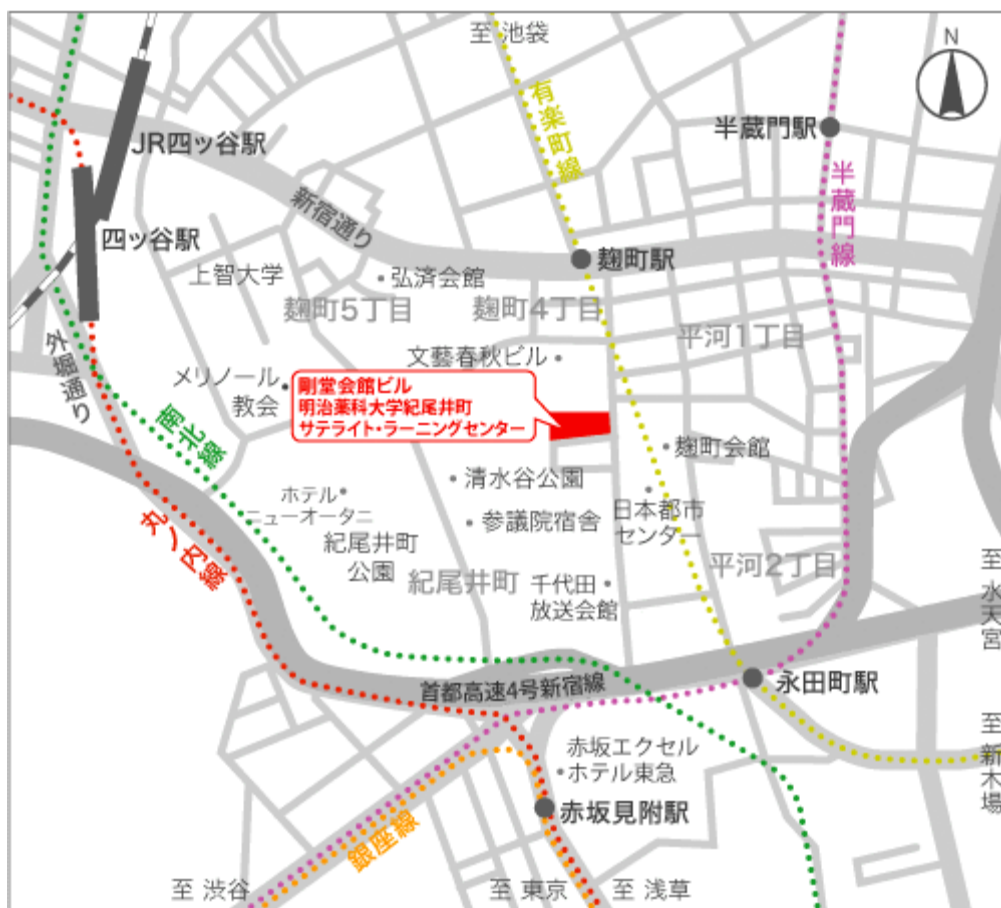 至 池袋
N
有楽町線
半蔵門駅
JR四ッ谷駅
半蔵門線
新宿通り
四ッ谷駅
麹町駅
上智大学
弘済会館
麹町5丁目
麹町4丁目
平河1丁目
外堀通り
文藝春秋ビル
メリノール
教会
剛堂会館ビル
明治薬科大学紀尾井町
サテライト・ラーニングセンター
南北線
麹町会館
清水谷公園
ホテル
ニューオータニ
参議院宿舎
日本都市
センター
丸ノ内線
紀尾井町
公園
紀尾井町
千代田
放送会館
平河2丁目
至 水天宮
首都高速4号新宿線
永田町駅
赤坂エクセル
ホテル東急
至 新木場
赤坂見附駅
銀座線
至 渋谷
至 東京
至 浅草